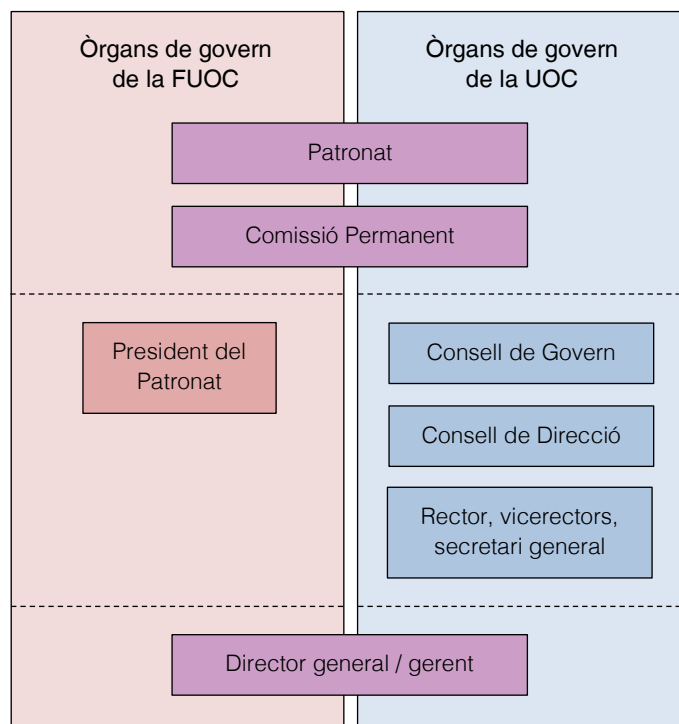 Òrgans de govern
de la FUOC
Òrgans de govern
de la UOC
Patronat
Comissió Permanent
President del
Patronat
Consell de Govern
Consell de Direcció
Rector, vicerectors,
secretari general
Director general / gerent